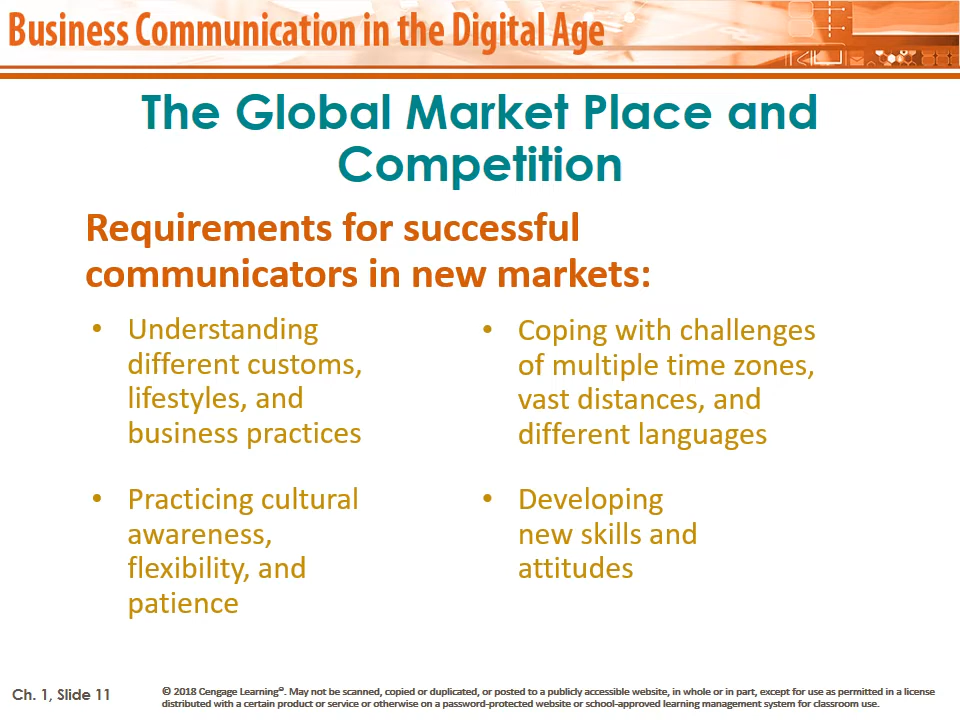 Business Communication in the Digital Age
The Global Market Place and
Competition
Requirements for successful
communicators in new markets:
• Understanding
different customs,
lifestyles, and
business practices
• Practicing cultural
awareness,
flexibility, and
patience
• Coping with challenges
of multiple time zones,
vast distances, and
different languages
• Developing
new skills and
attitudes
Ch. 1, Slide 11
© 2018 Cengage Learning®. May not be scanned, copied or duplicated, or posted to a publicly accessible website, in whole or in part, except for use as permitted in a license
distributed with a certain product or service or otherwise on a password-protected website or school-approved learning management system for classroom use.